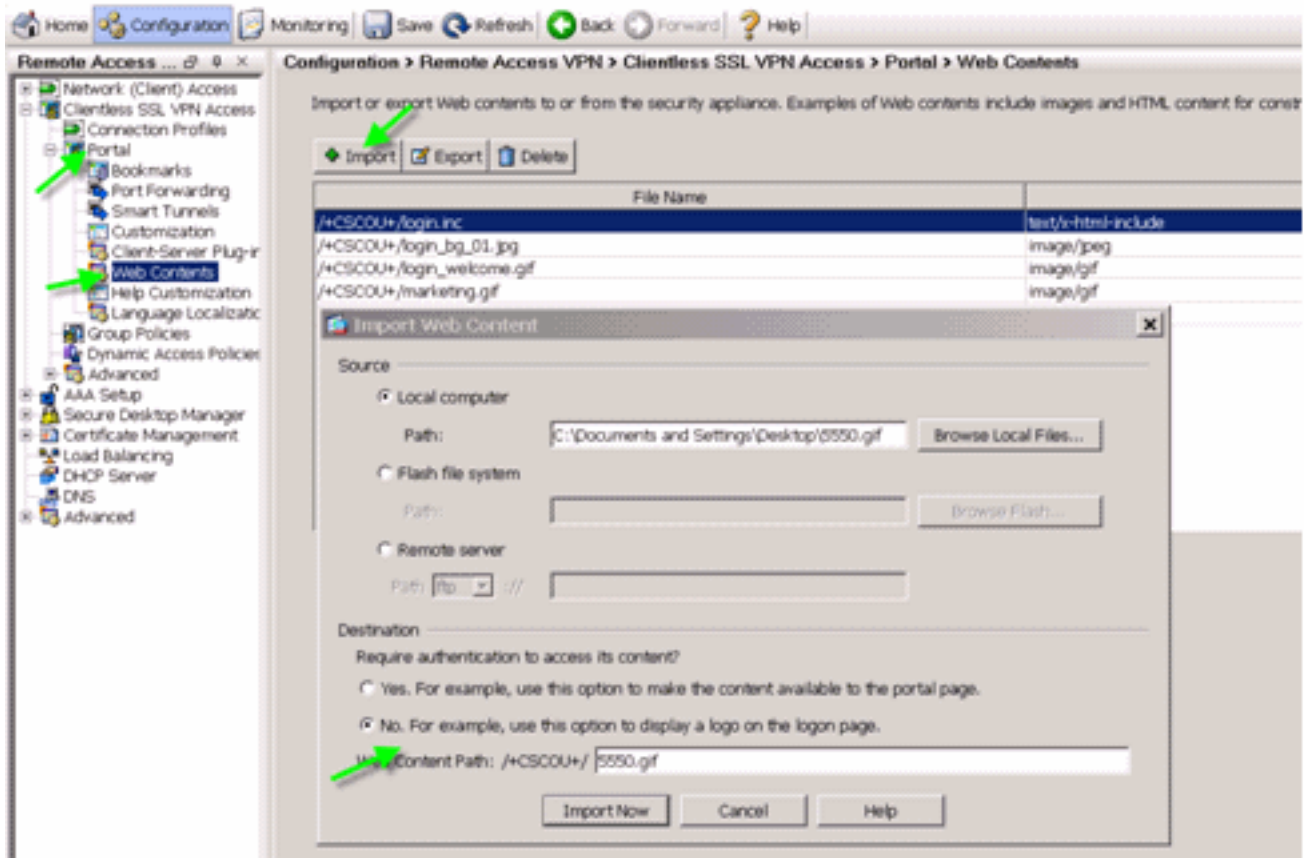 Home Configuration Monitoring Save Refresh Back Forward Help
Remote Access ...
Configuration > Remote Access VPN > Clientless SSL VPN Access > Portal > Web Contents
Network (Client) Access
Clientless SSL VPN Access
Connection Profiles
Portal
Bookmarks
Port Forwarding
Smart Tunnels
Customization
Client-Server Plug-ir
Web Contents
Help Customization
Language Localizatic
Group Policies
Dynamic Access Policies
Advanced
AAA Setup
Secure Desktop Manager
Certificate Management
Load Balancing
DHCP Server
DNS
Advanced
Import or export Web contents to or from the security appliance. Examples of Web contents include images and HTML content for constr
Import Export Delete
File Name
/+CSCOU+/login.inc text/x-html-include
/+CSCOU+/login_bg_01.jpg image/jpeg
/+CSCOU+/login_welcome.gif image/gif
/+CSCOU+/marketing.gif image/gif
Import Web Content
Source
Local computer
Path: C:\Documents and Settings\Desktop\5550.gif Browse Local Files...
Flash file system
Path: Browse Flash...
Remote server
Path ftp ://
Destination
Require authentication to access its content?
Yes. For example, use this option to make the content available to the portal page.
No. For example, use this option to display a logo on the logon page.
Web Content Path: /+CSCOU+/ 5550.gif
Import Now Cancel Help